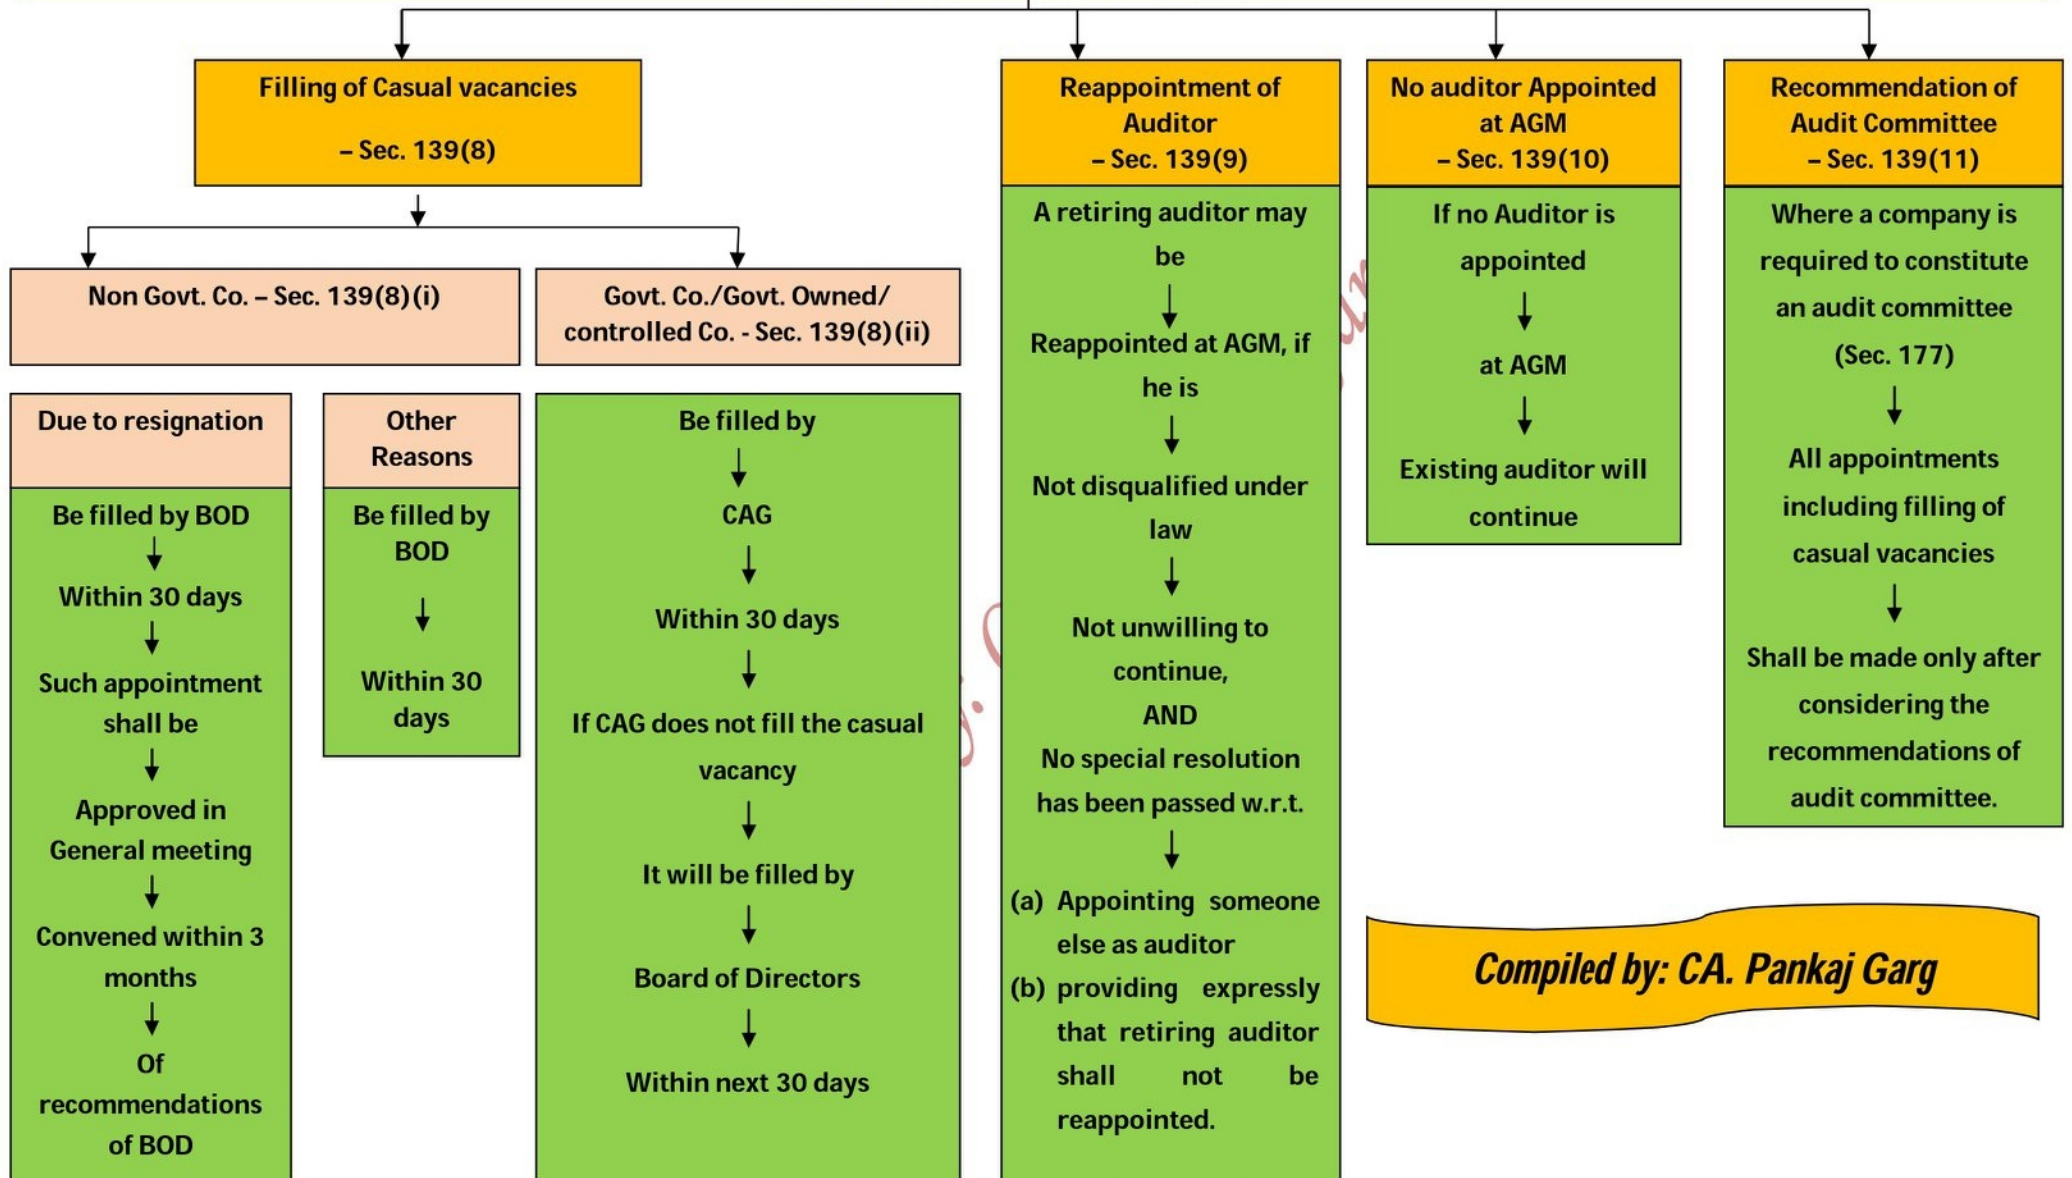 Filling of Casual vacancies
– Sec. 139(8)
Non Govt. Co. – Sec. 139(8)(i)
Due to resignation
Be filled by BOD
Within 30 days
Such appointment
shall be
Approved in
General meeting
Convened within 3
months
Of
recommendations
of BOD
Other
Reasons
Be filled by
BOD
Within 30
days
Govt. Co./Govt. Owned/
controlled Co. - Sec. 139(8)(ii)
Be filled by
CAG
Within 30 days
If CAG does not fill the casual
vacancy
It will be filled by
Board of Directors
Within next 30 days
Reappointment of
Auditor
– Sec. 139(9)
A retiring auditor may
be
Reappointed at AGM, if
he is
Not disqualified under
law
Not unwilling to
continue,
AND
No special resolution
has been passed w.r.t.
(a) Appointing someone
else as auditor
(b) providing expressly
that retiring auditor
shall not be
reappointed.
No auditor Appointed
at AGM
– Sec. 139(10)
If no Auditor is
appointed
at AGM
Existing auditor will
continue
Recommendation of
Audit Committee
– Sec. 139(11)
Where a company is
required to constitute
an audit committee
(Sec. 177)
All appointments
including filling of
casual vacancies
Shall be made only after
considering the
recommendations of
audit committee.
Compiled by: CA. Pankaj Garg